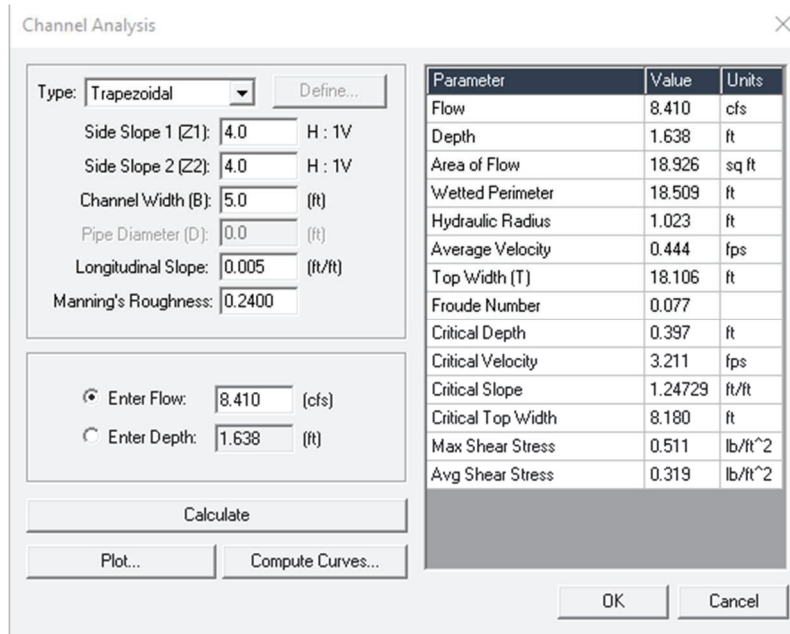 Channel Analysis
Type: Trapezoidal Define...
Side Slope 1 (Z1): 4.0 H : 1V
Side Slope 2 (Z2): 4.0 H : 1V
Channel Width (B): 5.0 (ft)
Pipe Diameter (D): 0.0 (ft)
Longitudinal Slope: 0.005 (ft/ft)
Manning's Roughness: 0.2400
Enter Flow: 8.410 (cfs)
Enter Depth: 1.638 (ft)
Calculate
Plot... Compute Curves...
Parameter Value Units
Flow 8.410 cfs
Depth 1.638 ft
Area of Flow 18.926 sq ft
Wetted Perimeter 18.509 ft
Hydraulic Radius 1.023 ft
Average Velocity 0.444 fps
Top Width (T) 18.106 ft
Froude Number 0.077
Critical Depth 0.397 ft
Critical Velocity 3.211 fps
Critical Slope 1.24729 ft/ft
Critical Top Width 8.180 ft
Max Shear Stress 0.511 lb/ft^2
Avg Shear Stress 0.319 lb/ft^2
OK Cancel